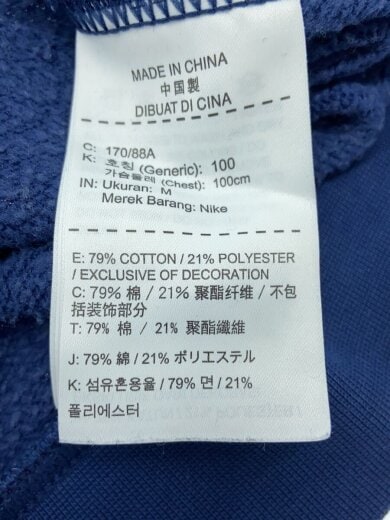 MADE IN CHINA
中国製
DIBUAT DI CINA
C: 170/88A
K: 호칭 (Generic): 100
가슴둘레 (Chest): 100cm
IN: Ukuran: M
Merek Barang: Nike
E: 79% COTTON / 21% POLYESTER
/ EXCLUSIVE OF DECORATION
C: 79% 棉 / 21% 聚酯纤维 / 不包
括装饰部分
T: 79% 棉 / 21% 聚酯纖維
J: 79% 綿 / 21% ポリエステル
K: 섬유혼용율 / 79% 면 / 21%
폴리에스터